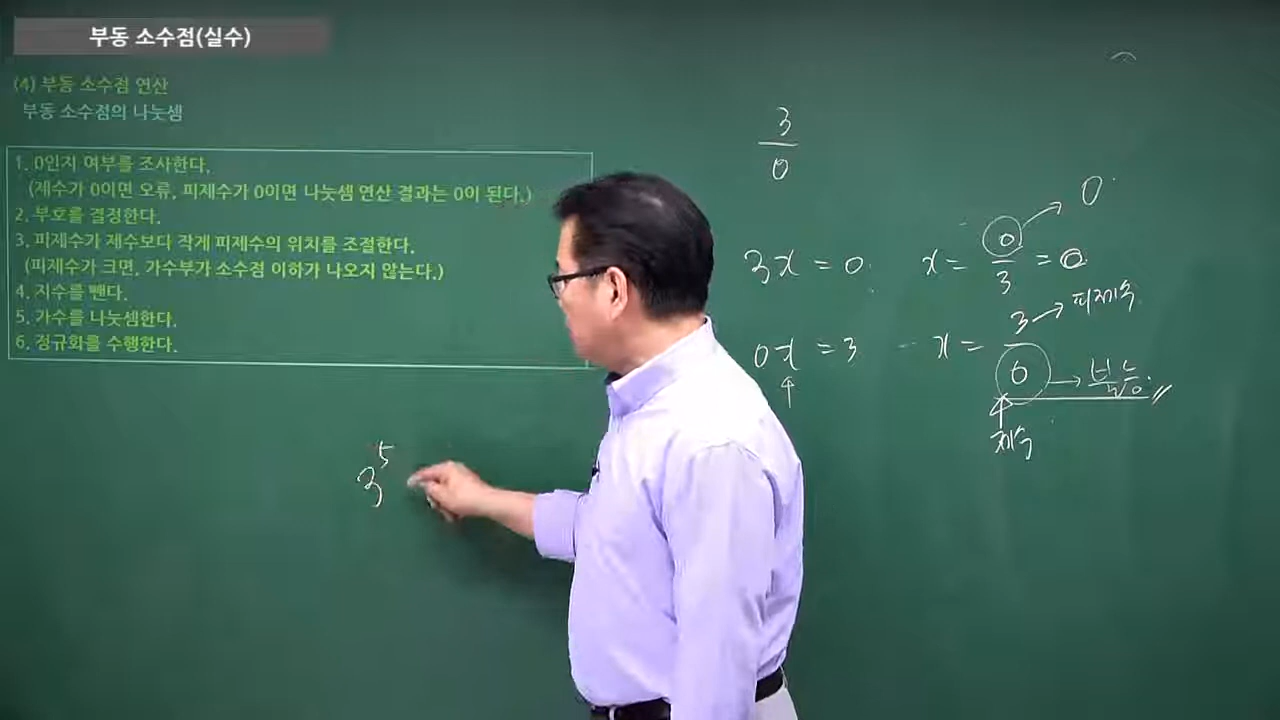 부동 소수점(실수)
(4) 부동 소수점 연산
부동 소수점의 나눗셈
1. 0인지 여부를 조사한다.
(제수가 0이면 오류, 피제수가 0이면 나눗셈 연산 결과는 0이 된다.)
2. 부호를 결정한다.
3. 피제수가 제수보다 작게 피제수의 위치를 조절한다.
(피제수가 크면, 가수부가 소수점 이하가 나오지 않는다.)
4. 지수를 뺀다.
5. 가수를 나눗셈한다.
6. 정규화를 수행한다.
3/0
3x = 0 x = 0/3 = 0 → 0
0x = 3 x = 3/0
→ 피제수
→ 불능
제수
3^5